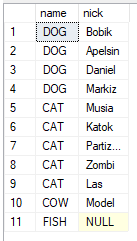 name nick
1 DOG Bobik
2 DOG Apelsin
3 DOG Daniel
4 DOG Markiz
5 CAT Musia
6 CAT Katok
7 CAT Partiz...
8 CAT Zombi
9 CAT Las
10 COW Model
11 FISH NULL